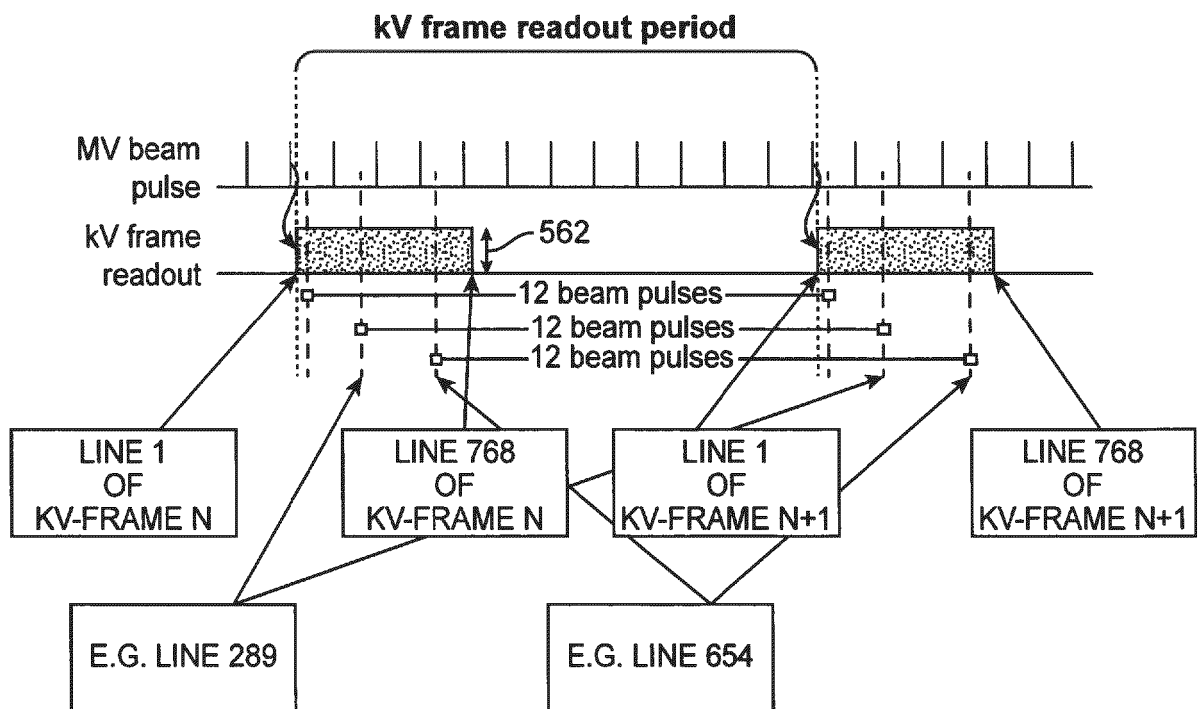 kV frame readout period
MV beam
pulse
kV frame
readout
562
12 beam pulses
12 beam pulses
12 beam pulses
LINE 1
OF
KV-FRAME N
LINE 768
OF
KV-FRAME N
LINE 1
OF
KV-FRAME N+1
LINE 768
OF
KV-FRAME N+1
E.G. LINE 289
E.G. LINE 654